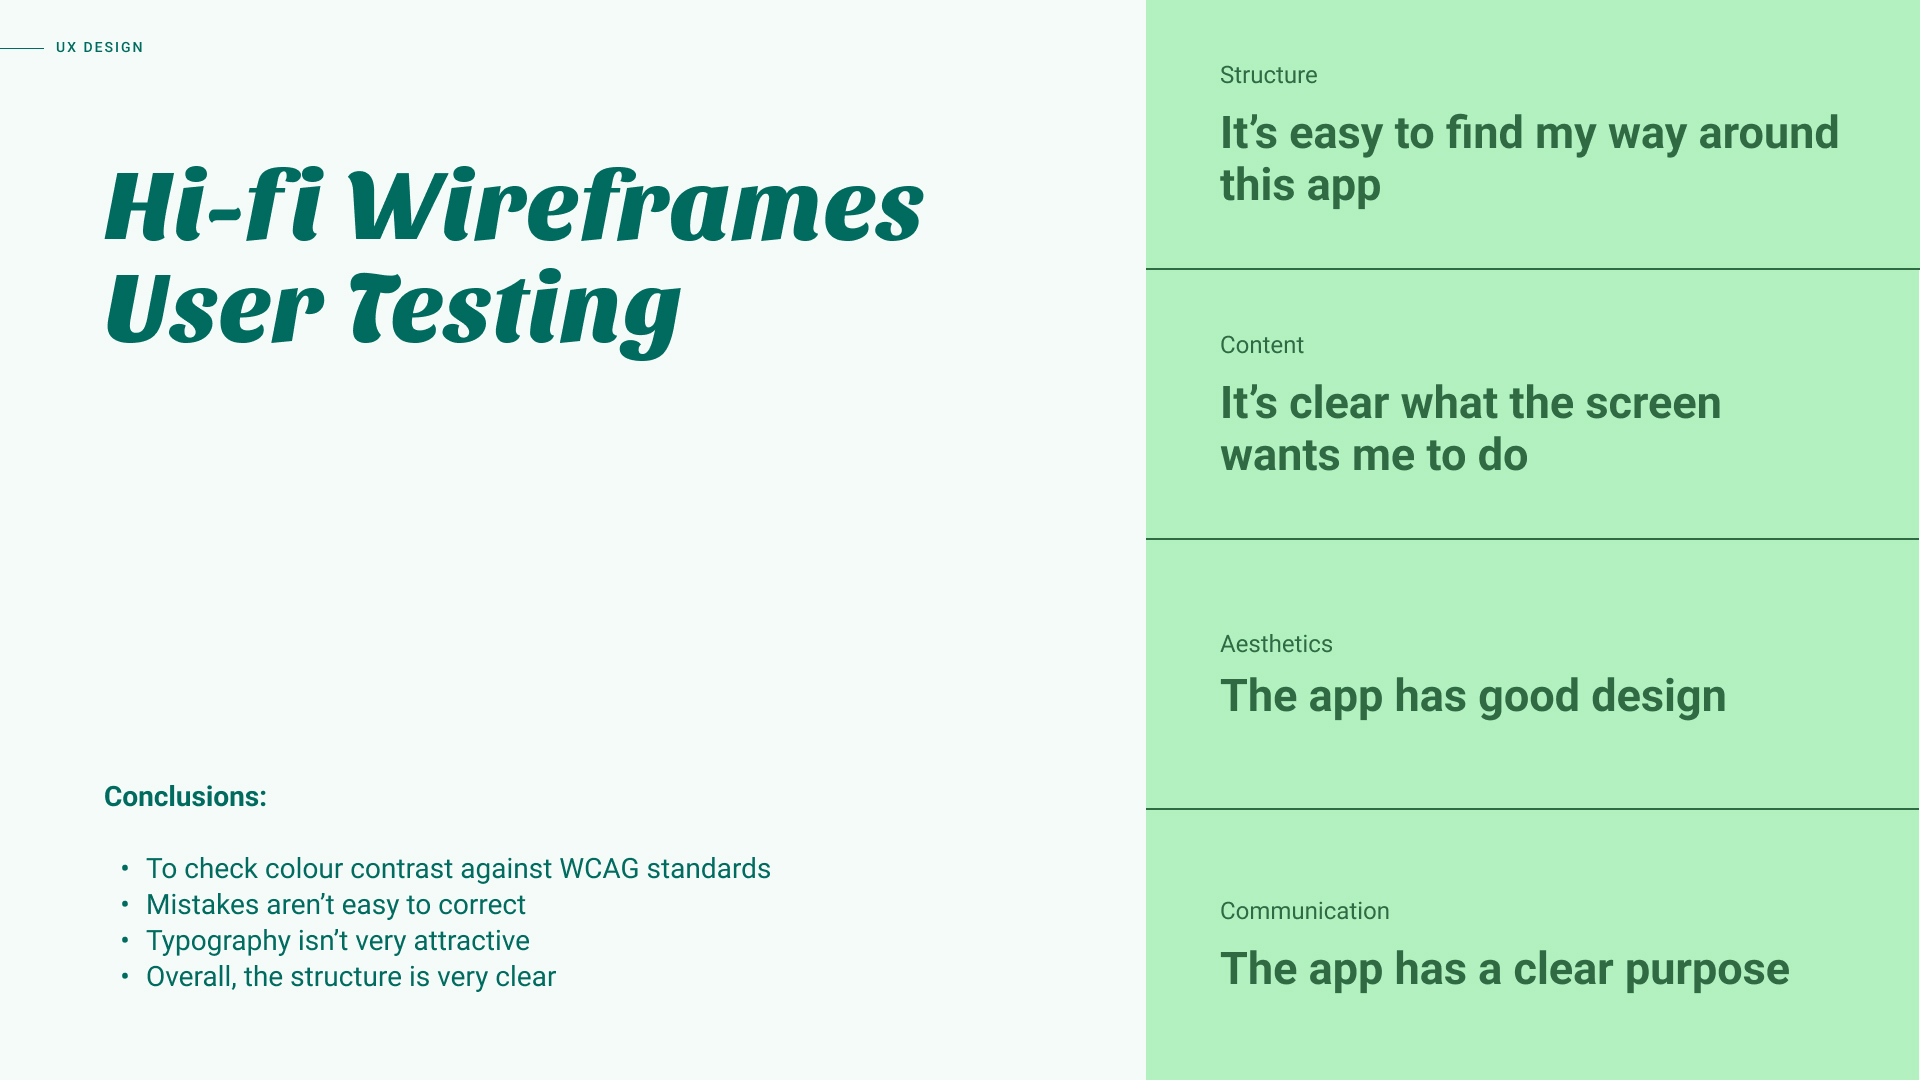 UX DESIGN
Hi-fi Wireframes
User Testing
Conclusions:
• To check colour contrast against WCAG standards
• Mistakes aren’t easy to correct
• Typography isn’t very attractive
• Overall, the structure is very clear
Structure
It’s easy to find my way around
this app
Content
It’s clear what the screen
wants me to do
Aesthetics
The app has good design
Communication
The app has a clear purpose